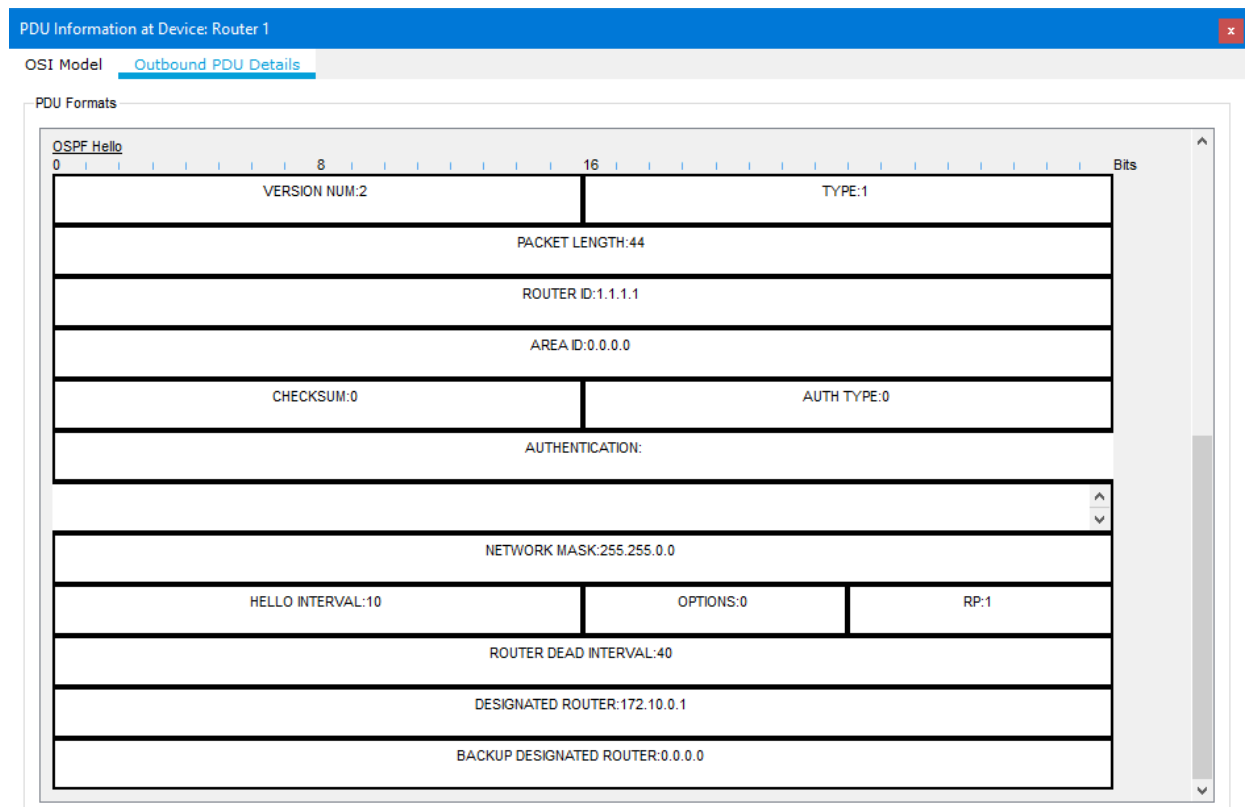 PDU Information at Device: Router 1
x
OSI Model Outbound PDU Details
PDU Formats
OSPF Hello
0 8 16 Bits
VERSION NUM:2 TYPE:1
PACKET LENGTH:44
ROUTER ID:1.1.1.1
AREA ID:0.0.0.0
CHECKSUM:0 AUTH TYPE:0
AUTHENTICATION:
NETWORK MASK:255.255.0.0
HELLO INTERVAL:10 OPTIONS:0 RP:1
ROUTER DEAD INTERVAL:40
DESIGNATED ROUTER:172.10.0.1
BACKUP DESIGNATED ROUTER:0.0.0.0